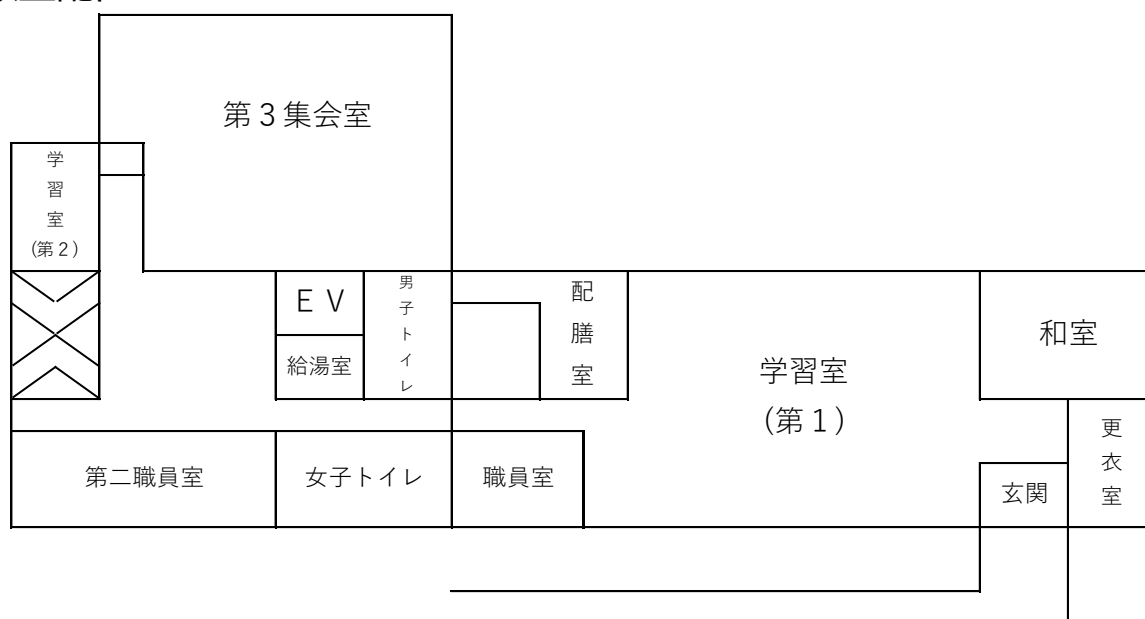 第３集会室
学習室
(第２)
ＥＶ
給湯室
男子トイレ
配膳室
学習室
(第１)
和室
更衣室
玄関
第二職員室
女子トイレ
職員室